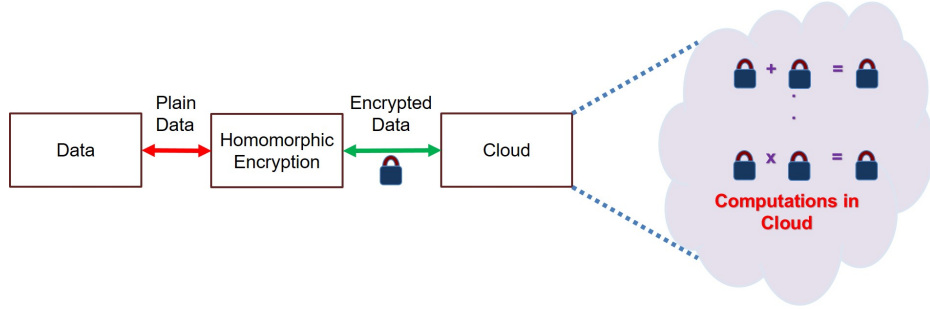 Data
Plain
Data
Homomorphic
Encryption
Encrypted
Data
Cloud
+ =
.
.
x =
Computations in
Cloud